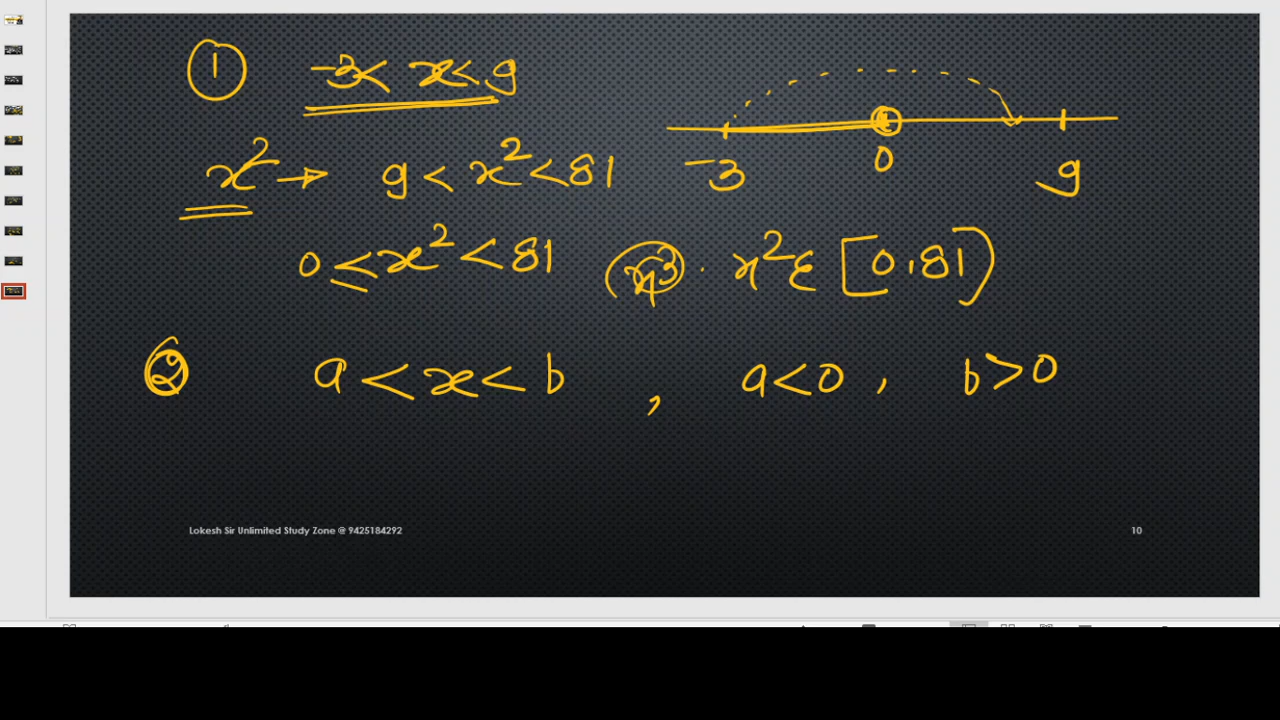 ① -3 < x < 9
-3 0 9
x² → 9 < x² < 81
0 ≤ x² < 81 x³ . x² ε [0,81)
② a < x < b , a < 0 , b > 0
Lokesh Sir Unlimited Study Zone @ 9425184292 10